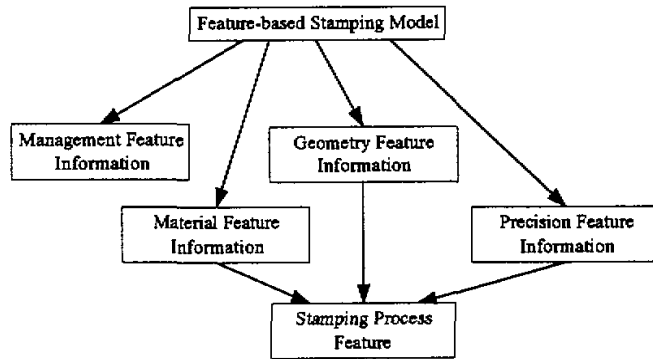 Feature-based Stamping Model
Management Feature
Information
Geometry Feature
Information
Material Feature
Information
Precision Feature
Information
Stamping Process
Feature